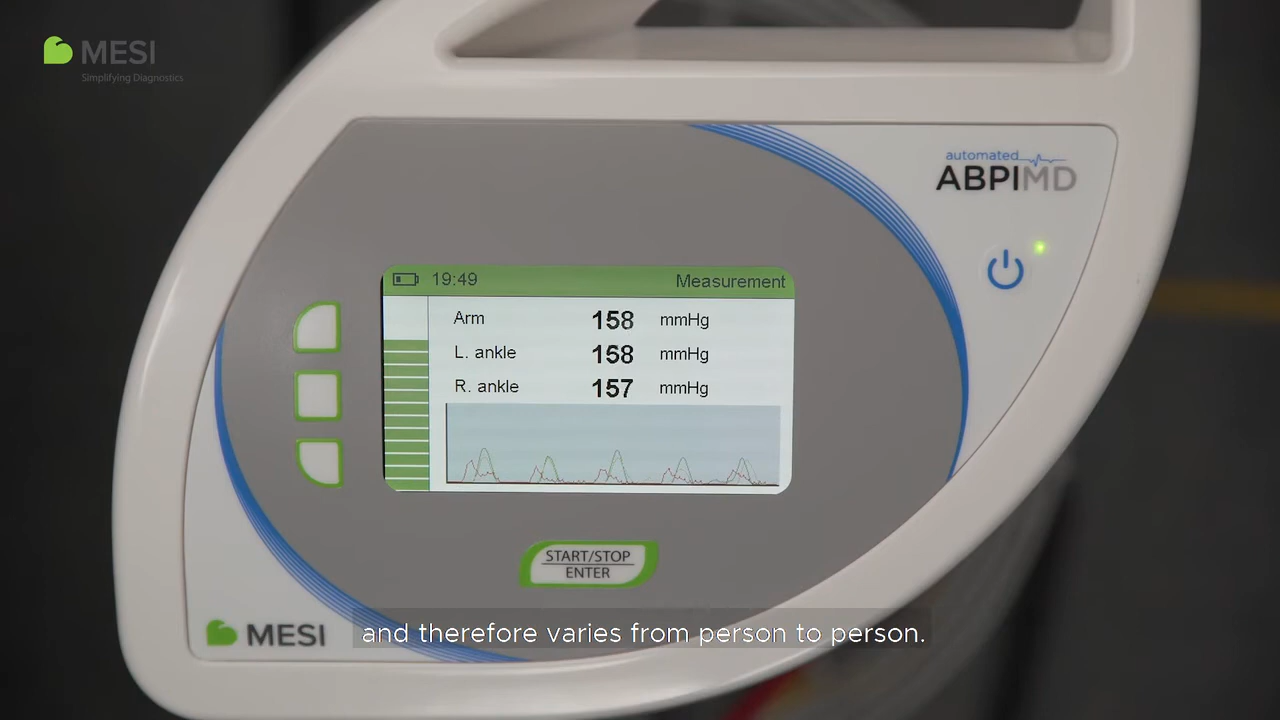 MESI
Simplifying Diagnostics
automated
ABPIMD
19:49 Measurement
Arm 158 mmHg
L. ankle 158 mmHg
R. ankle 157 mmHg
START/STOP
ENTER
MESI
and therefore varies from person to person.